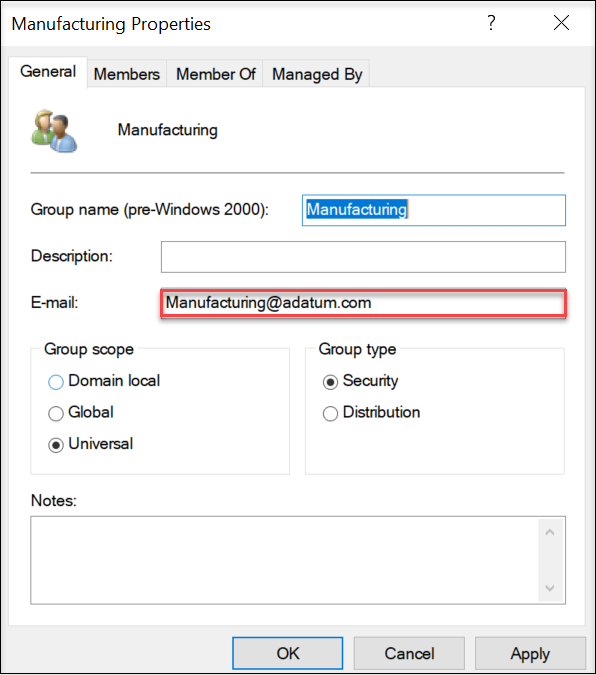 Manufacturing Properties
?
General
Members
Member Of
Managed By
Manufacturing
Group name (pre-Windows 2000):
Manufacturing
Description:
E-mail:
Manufacturing@adatum.com
Group scope
Domain local
Global
Universal
Group type
Security
Distribution
Notes:
OK
Cancel
Apply